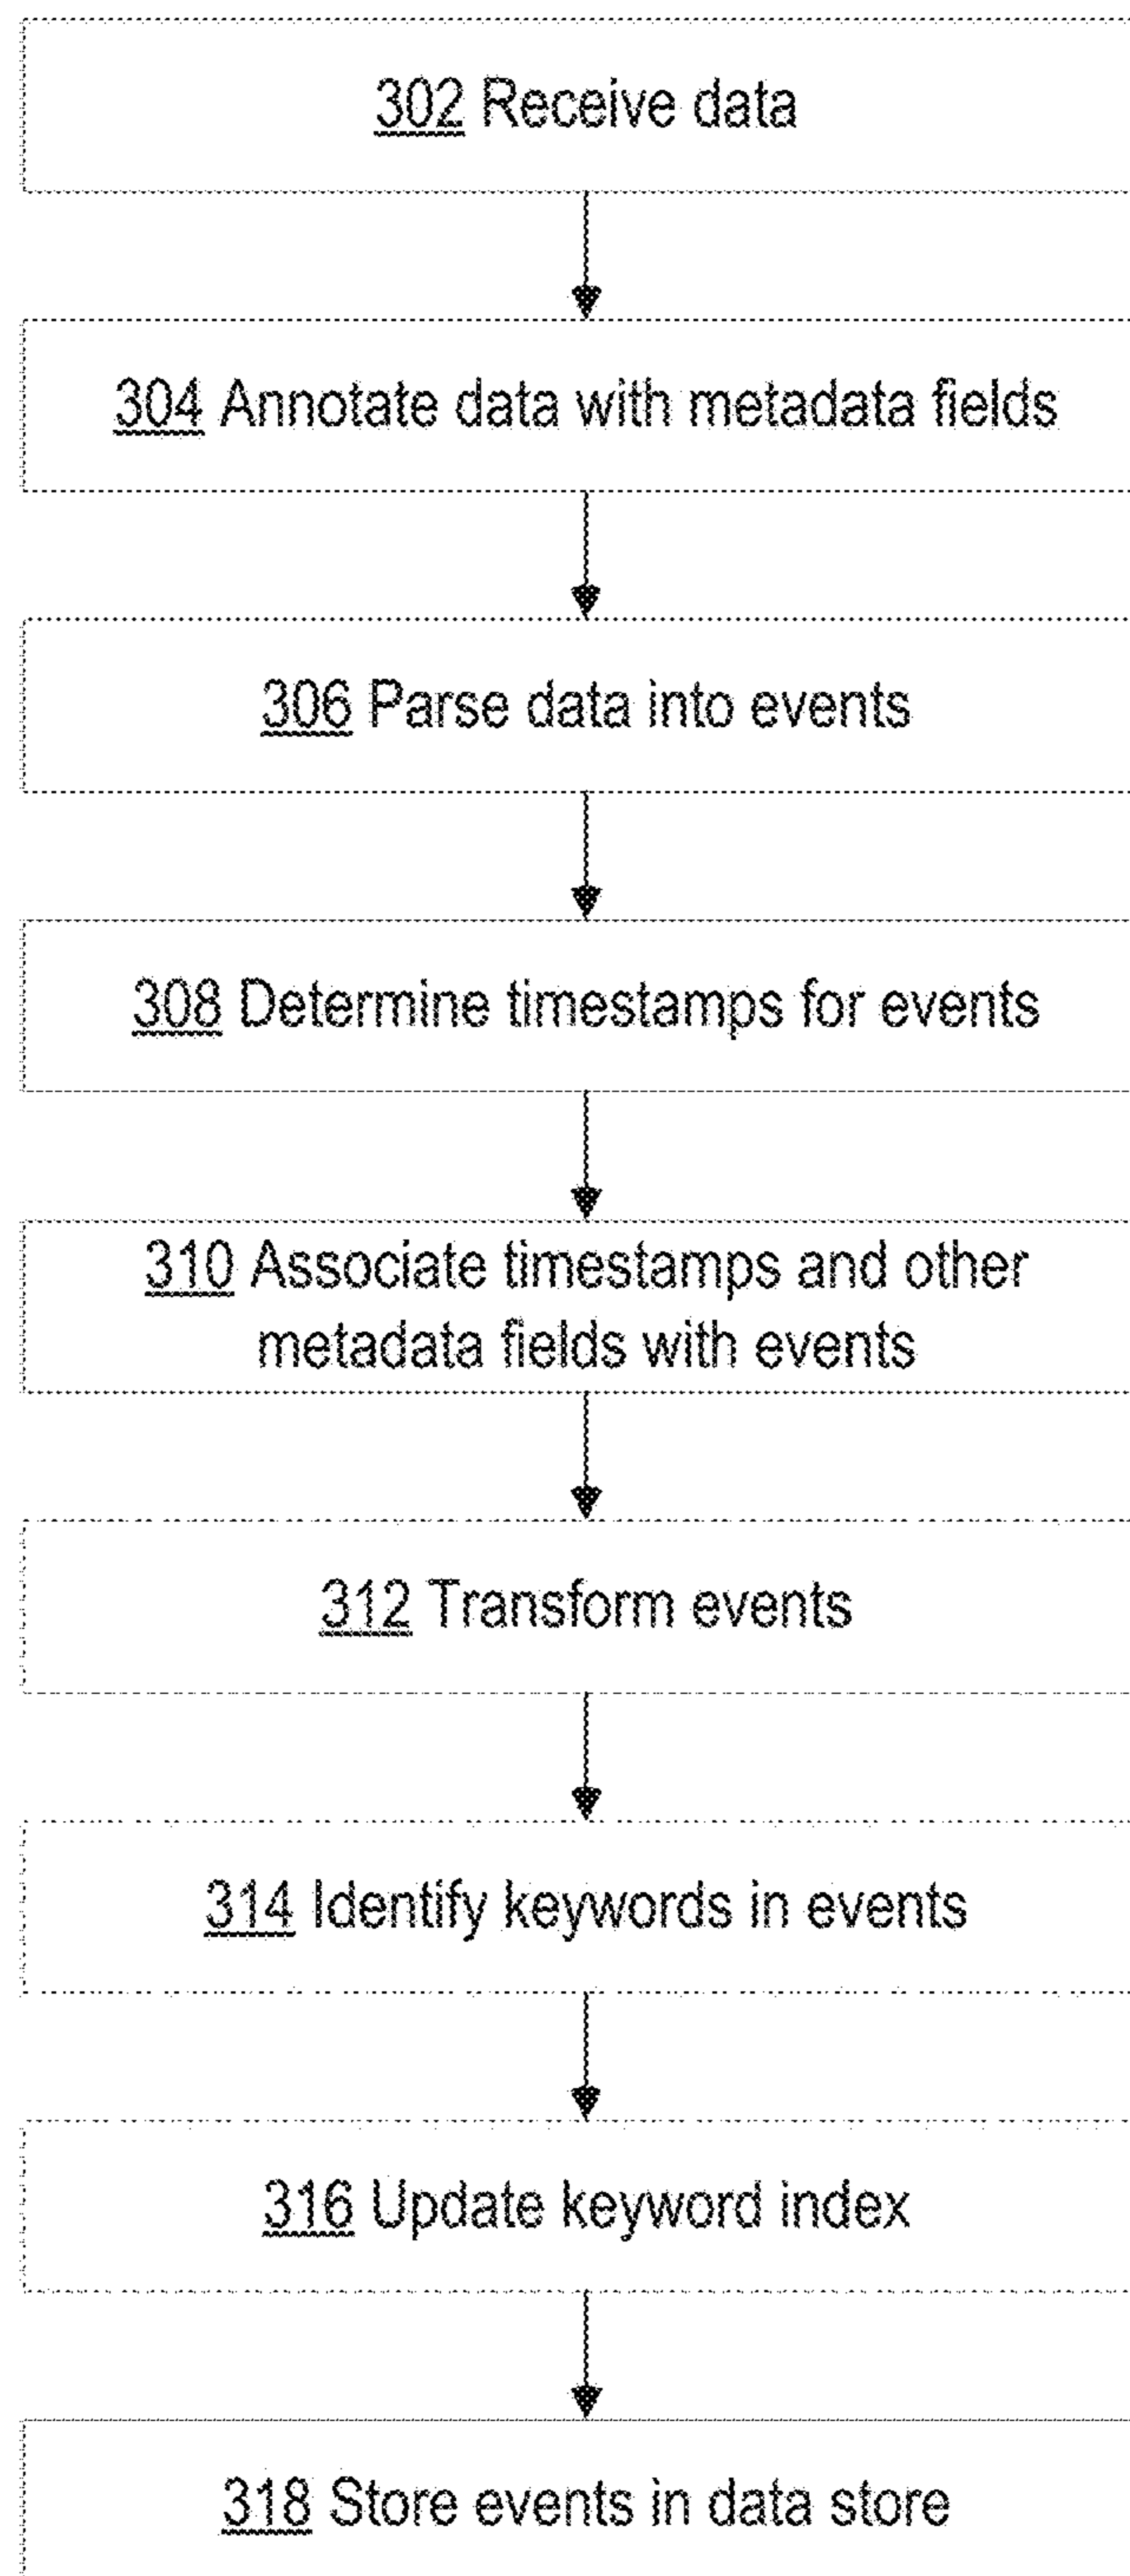 302 Receive data
304 Annotate data with metadata fields
306 Parse data into events
308 Determine timestamps for events
310 Associate timestamps and other
metadata fields with events
312 Transform events
314 Identify keywords in events
316 Update keyword index
318 Store events in data store